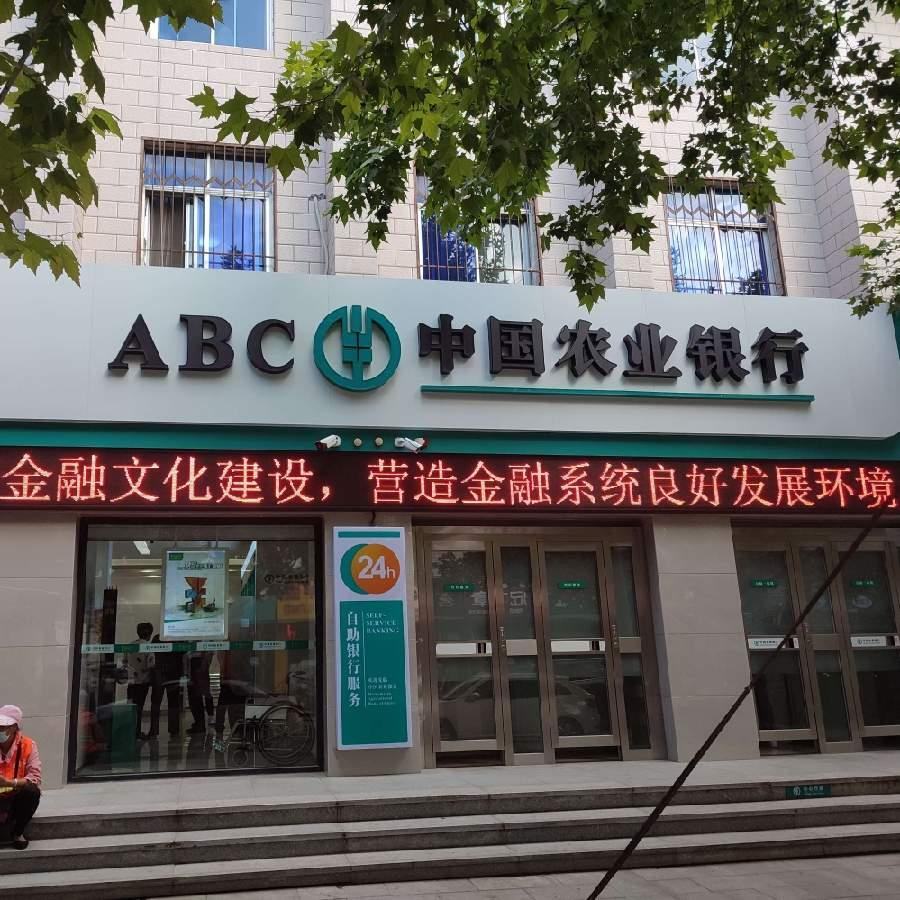 ABC 中国农业银行
金融文化建设，营造金融系统良好发展环境
24h
自助银行服务
SELF-
SERVICE
BANKING